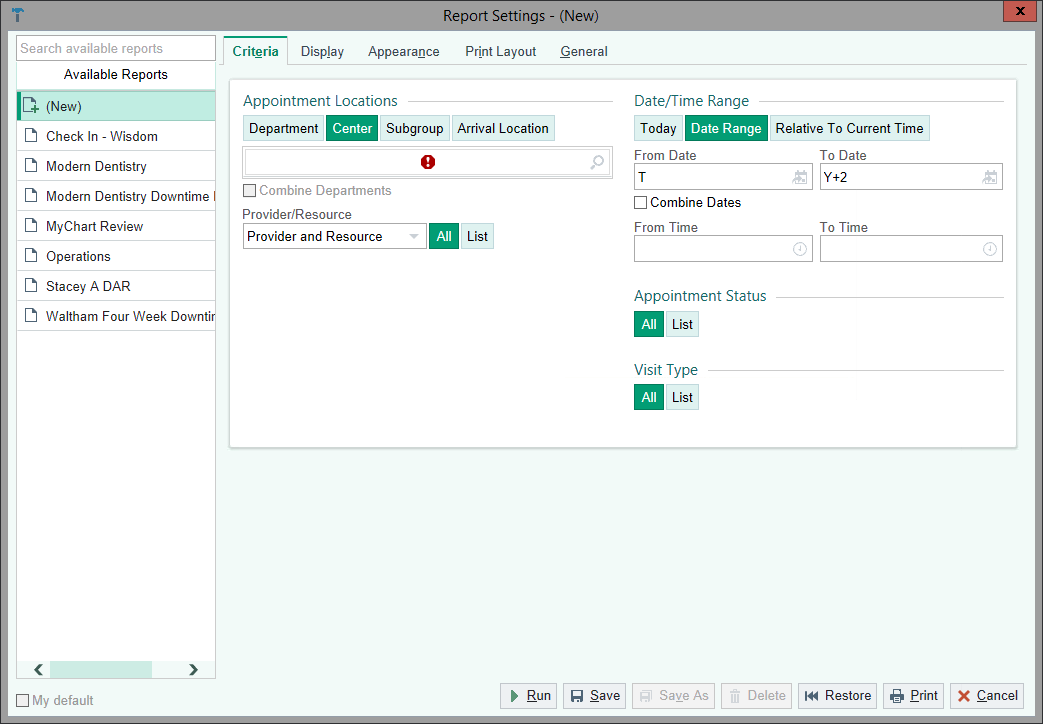 Report Settings - (New)
Search available reports
Available Reports
(New)
Check In - Wisdom
Modern Dentistry
Modern Dentistry Downtime
MyChart Review
Operations
Stacey A DAR
Waltham Four Week Downtir
My default
Criteria Display Appearance Print Layout General
Appointment Locations
Department Center Subgroup Arrival Location
Combine Departments
Provider/Resource
Provider and Resource All List
Date/Time Range
Today Date Range Relative To Current Time
From Date To Date
T Y+2
Combine Dates
From Time To Time
Appointment Status
All List
Visit Type
All List
Run Save Save As Delete Restore Print Cancel